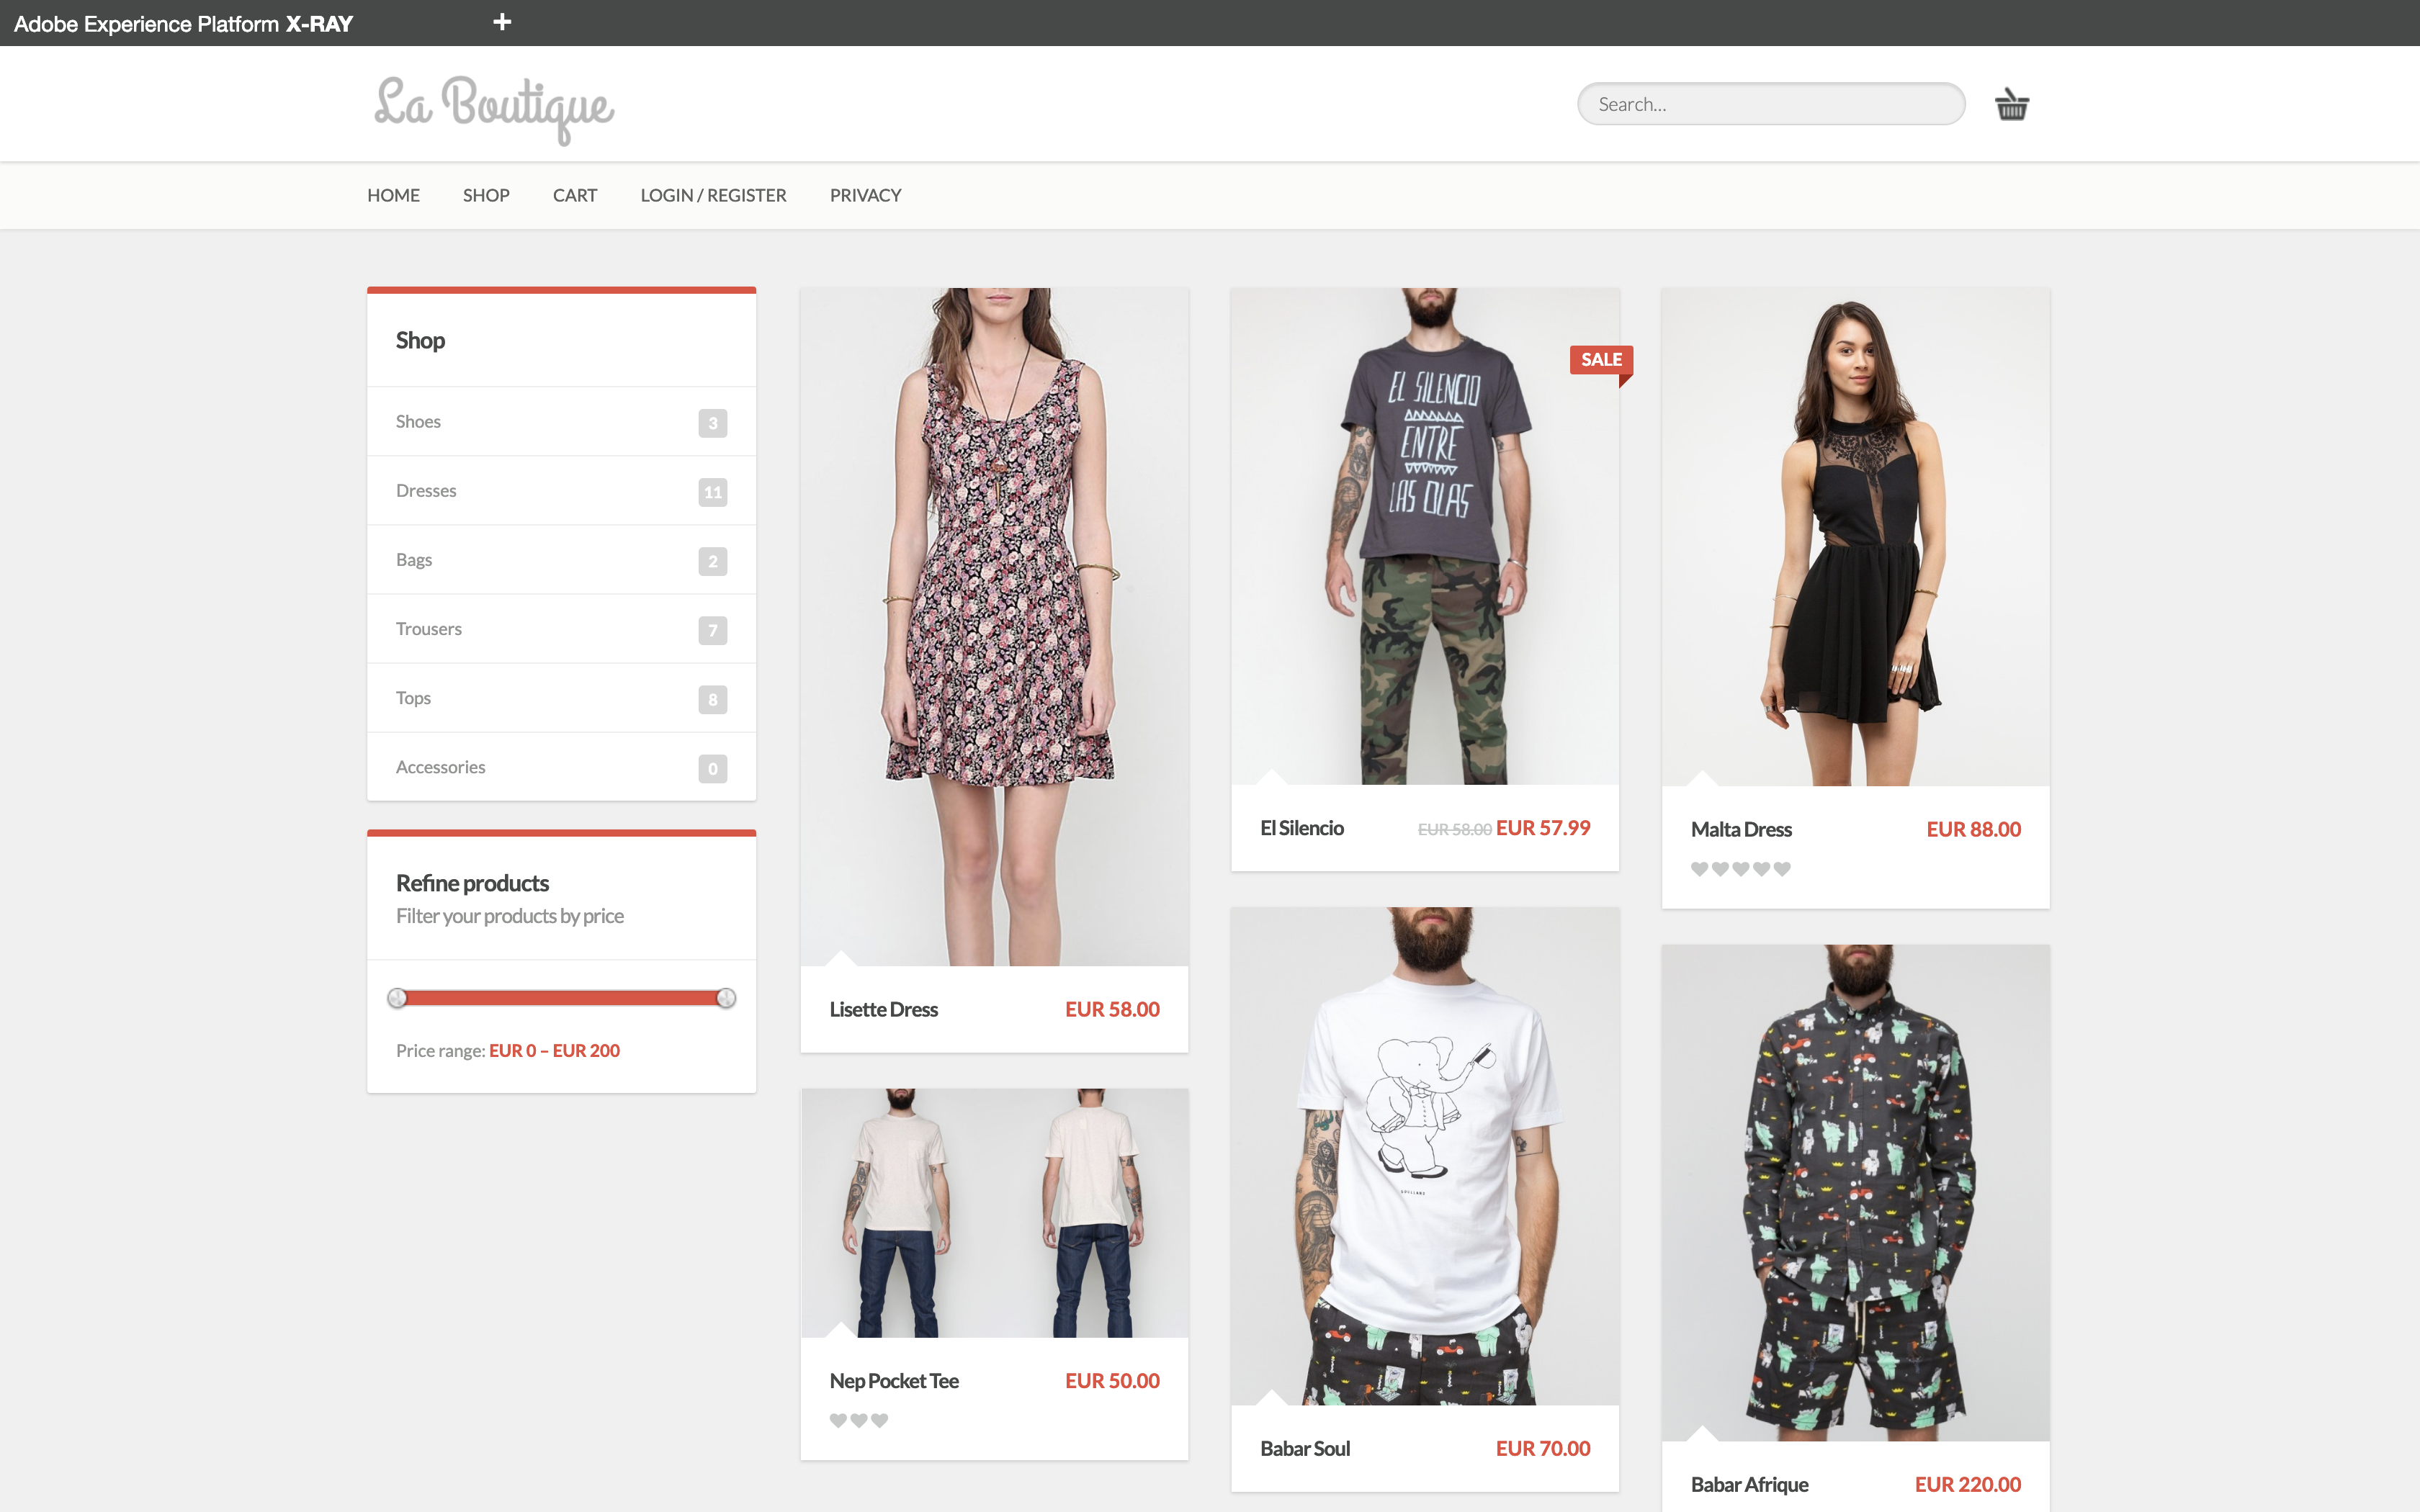 Adobe Experience Platform X-RAY +
La Boutique
Search...
HOME SHOP CART LOGIN / REGISTER PRIVACY
Shop
Shoes 3
Dresses 11
Bags 2
Trousers 7
Tops 8
Accessories 0
Refine products
Filter your products by price
Price range: EUR 0 – EUR 200
Lisette Dress EUR 58.00
Nep Pocket Tee EUR 50.00
SALE
EL SILENCIO
ENTRE
LAS OLAS
El Silencio EUR 58.00 EUR 57.99
Babar Soul EUR 70.00
Malta Dress EUR 88.00
Babar Afrique EUR 220.00